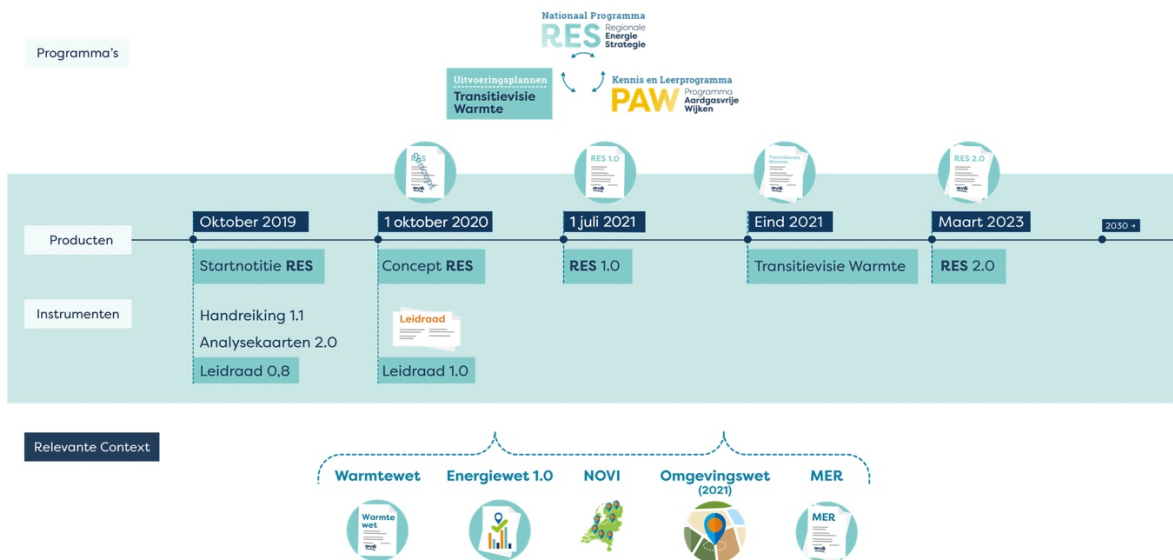 Nationaal Programma
RES Regionale
Energie
Strategie
Programma's
Uitvoeringsplannen
Transitievisie
Warmte
Kennis en Leerprogramma
PAW Programma
Aardgasvrije
Wijken
RES
Concept
RES 1.0
Transitievisie
Warmte
RES 2.0
Oktober 2019
1 oktober 2020
1 juli 2021
Eind 2021
Maart 2023
2030 →
Producten
Startnotitie RES
Concept RES
RES 1.0
Transitievisie Warmte
RES 2.0
Instrumenten
Handreiking 1.1
Analysekaarten 2.0
Leidraad 0,8
Leidraad
Leidraad 1.0
Relevante Context
Warmtewet
Energiewet 1.0
NOVI
Omgevingswet
(2021)
MER
Warmte
wet
MER